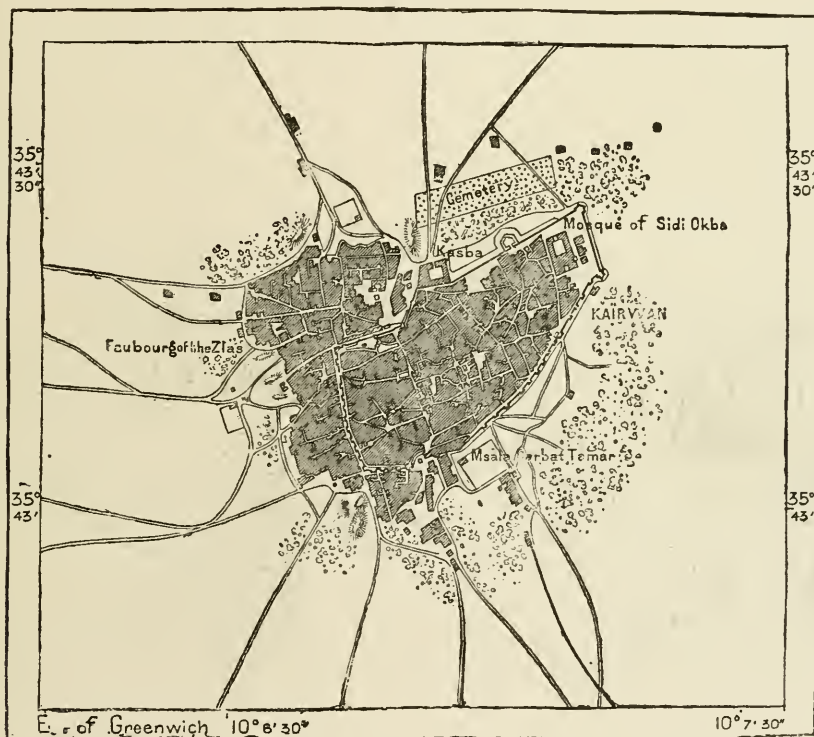 35°
43'
30"
35°
43'
30"
Cemetery
Mosque of Sidi Okba
Kasba
KAIRWAN
Faubourg of the Zlas
Msala Gerbat Tamar
35°
43'
35°
43'
E. of Greenwich 10°6'30"
10°7'30"